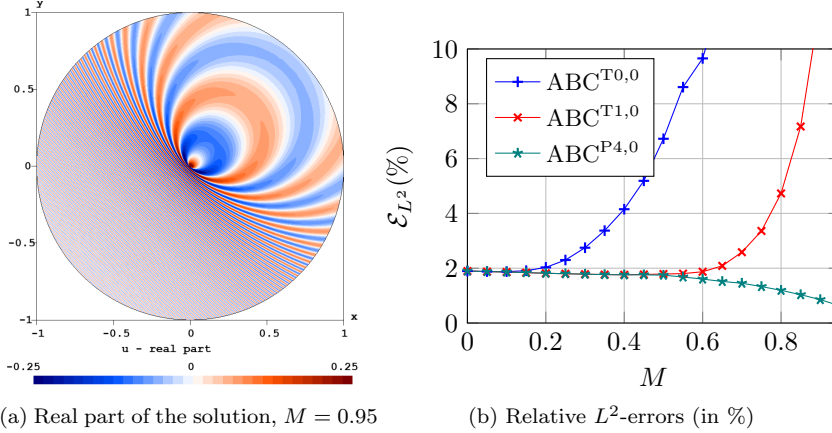 y
1
0.5
0
-0.5
-1
-1 -0.5 0 0.5 1
x
u - real part
-0.25 0 0.25
(a) Real part of the solution, M = 0.95
10
8
6
4
2
0
0 0.2 0.4 0.6 0.8
M
ℰ_{L²}(%)
ABC^{T0,0}
ABC^{T1,0}
ABC^{P4,0}
(b) Relative L²-errors (in %)